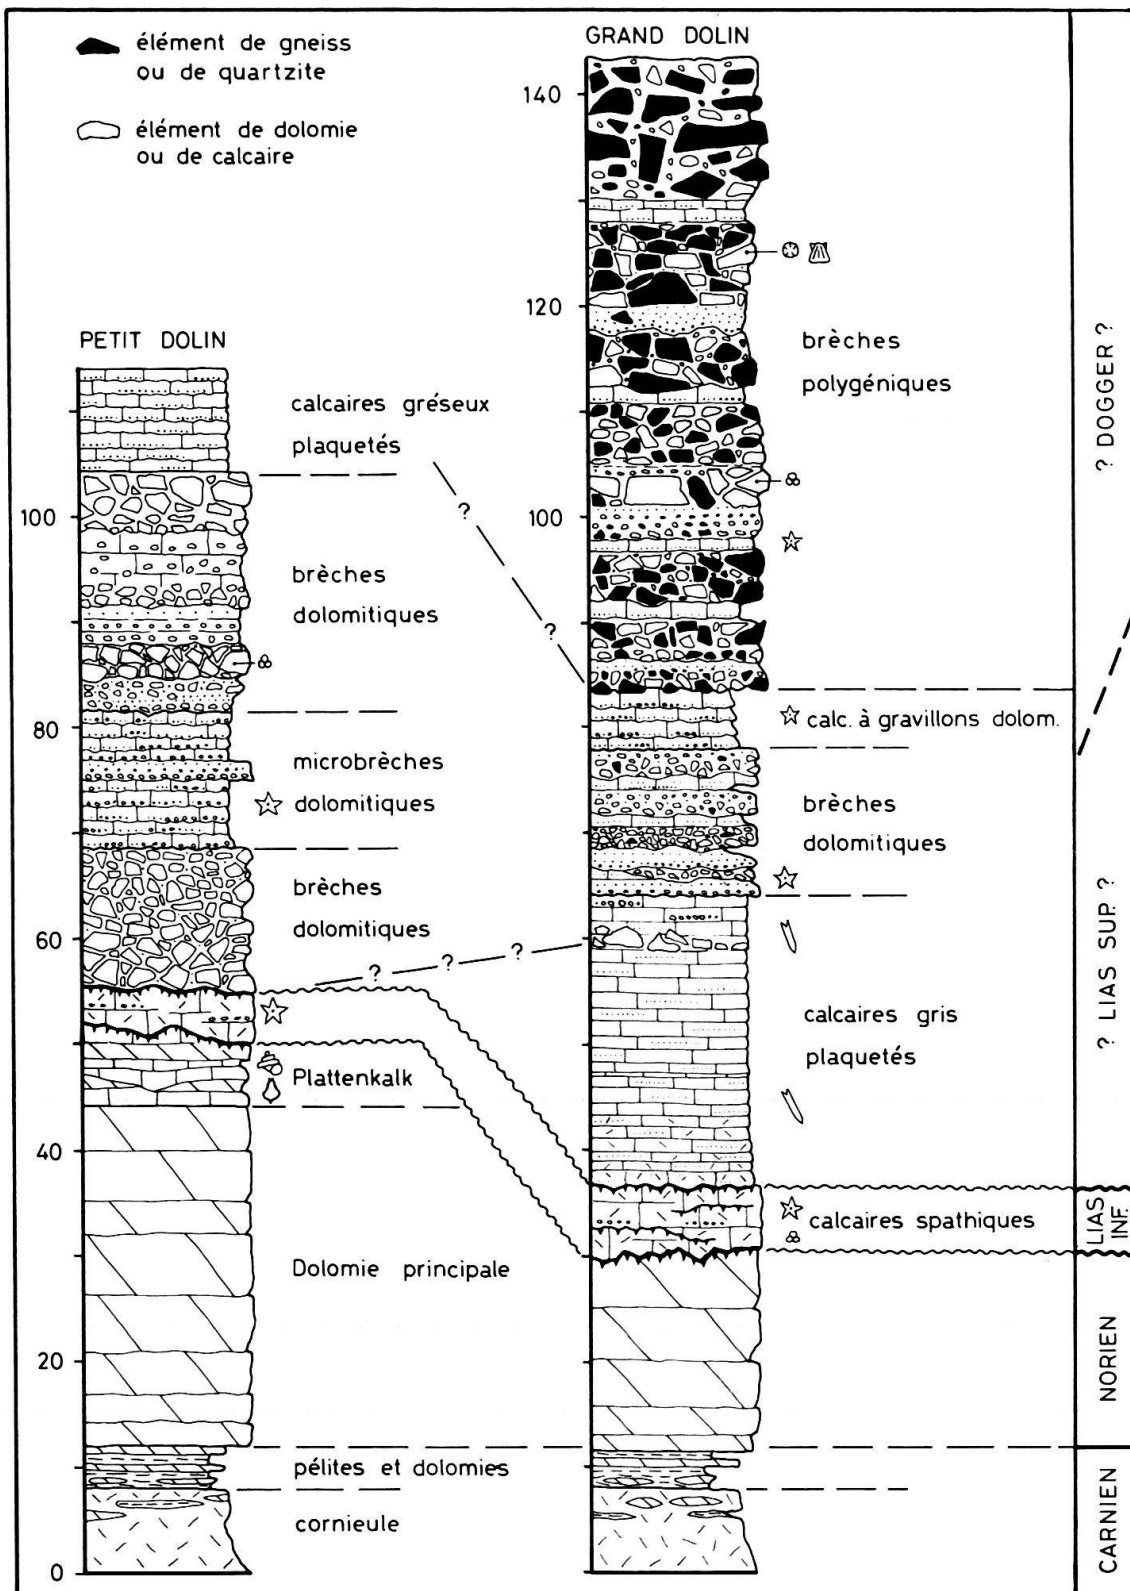 élément de gneiss
ou de quartzite
élément de dolomie
ou de calcaire
PETIT DOLIN
calcaires gréseux
plaquetés
100
brèches
dolomitiques
80
microbrèches
dolomitiques
brèches
dolomitiques
60
Plattenkalk
40
Dolomie principale
20
pélites et dolomies
cornieule
0
?
?
?
?
?
GRAND DOLIN
140
120
brèches
polygéniques
100
calc. à gravillons dolom.
brèches
dolomitiques
calcaires gris
plaquetés
calcaires spathiques
? DOGGER ?
? LIAS SUP. ?
LIAS
INF.
NORIEN
CARNIEN